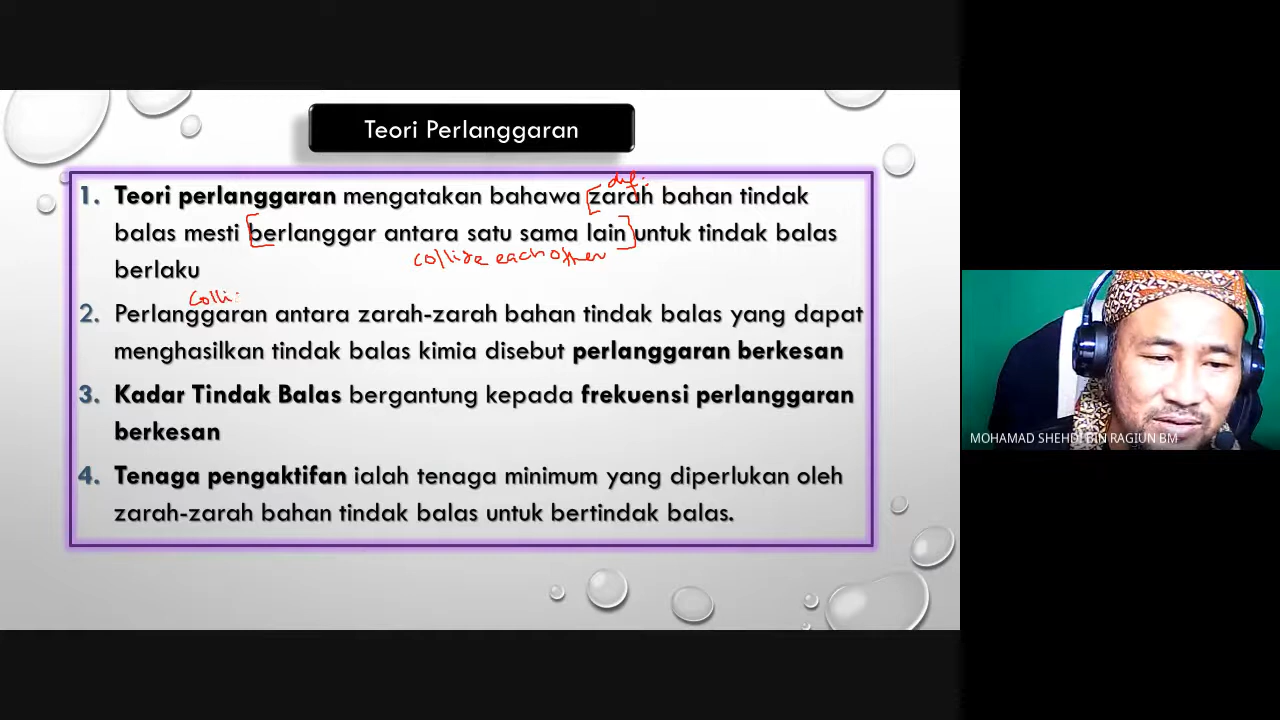 Teori Perlanggaran
dif:
1. Teori perlanggaran mengatakan bahawa zarah bahan tindak
balas mesti berlanggar antara satu sama lain untuk tindak balas
collide each other
berlaku
colli:
2. Perlanggaran antara zarah-zarah bahan tindak balas yang dapat
menghasilkan tindak balas kimia disebut perlanggaran berkesan
3. Kadar Tindak Balas bergantung kepada frekuensi perlanggaran
berkesan
4. Tenaga pengaktifan ialah tenaga minimum yang diperlukan oleh
zarah-zarah bahan tindak balas untuk bertindak balas.
MOHAMAD SHEHDI BIN RAGIUN BM